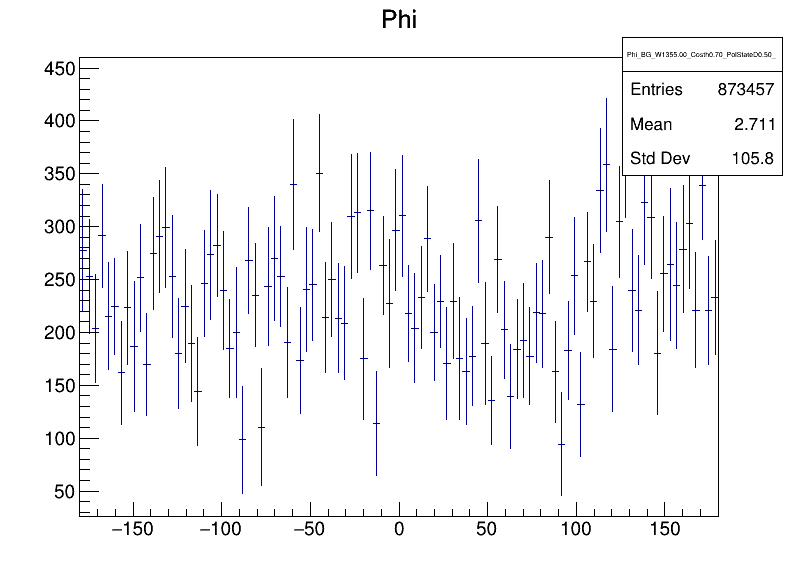 Phi
Phi_BG_W1355.00_Costh0.70_PolStateD0.50_
Entries 873457
Mean 2.711
Std Dev 105.8
450
400
350
300
250
200
150
100
50
−150 −100 −50 0 50 100 150